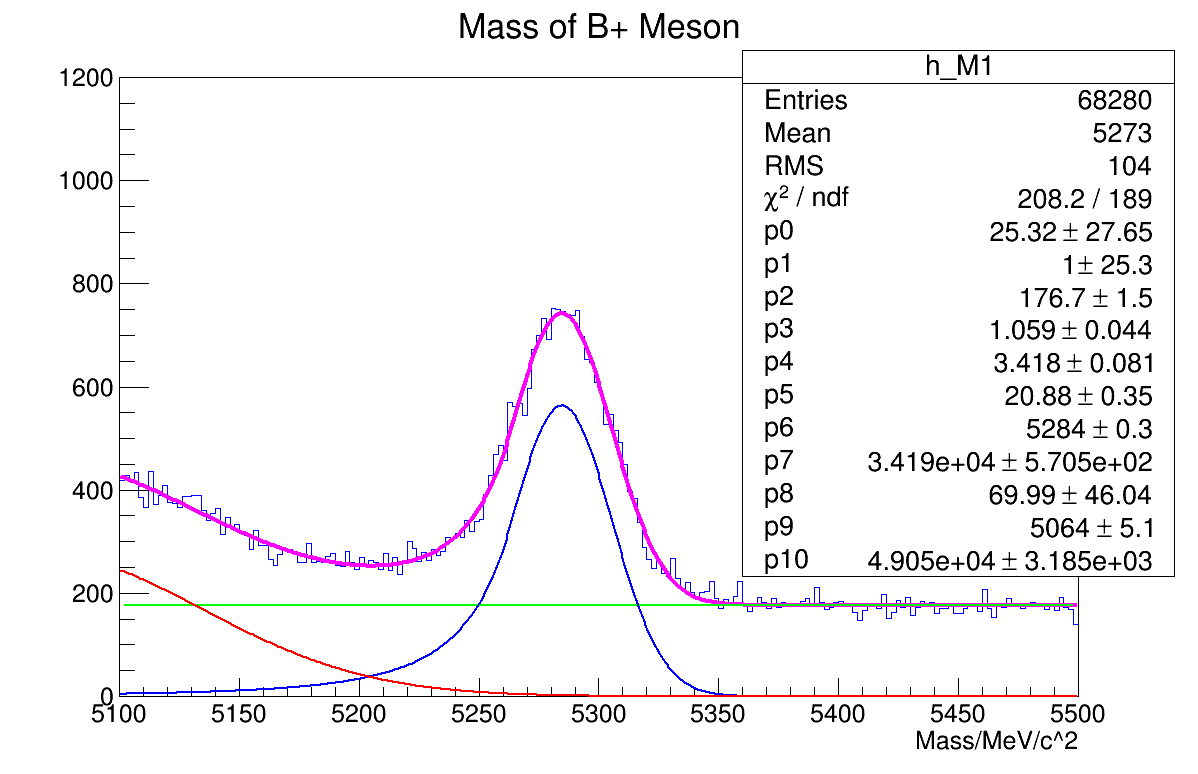 Mass of B+ Meson
h_M1
Entries 68280
Mean 5273
RMS 104
χ² / ndf 208.2 / 189
p0 25.32 ± 27.65
p1 1± 25.3
p2 176.7 ± 1.5
p3 1.059 ± 0.044
p4 3.418 ± 0.081
p5 20.88 ± 0.35
p6 5284 ± 0.3
p7 3.419e+04 ± 5.705e+02
p8 69.99 ± 46.04
p9 5064 ± 5.1
p10 4.905e+04 ± 3.185e+03
1200
1000
800
600
400
200
0
5100 5150 5200 5250 5300 5350 5400 5450 5500
Mass/MeV/c^2